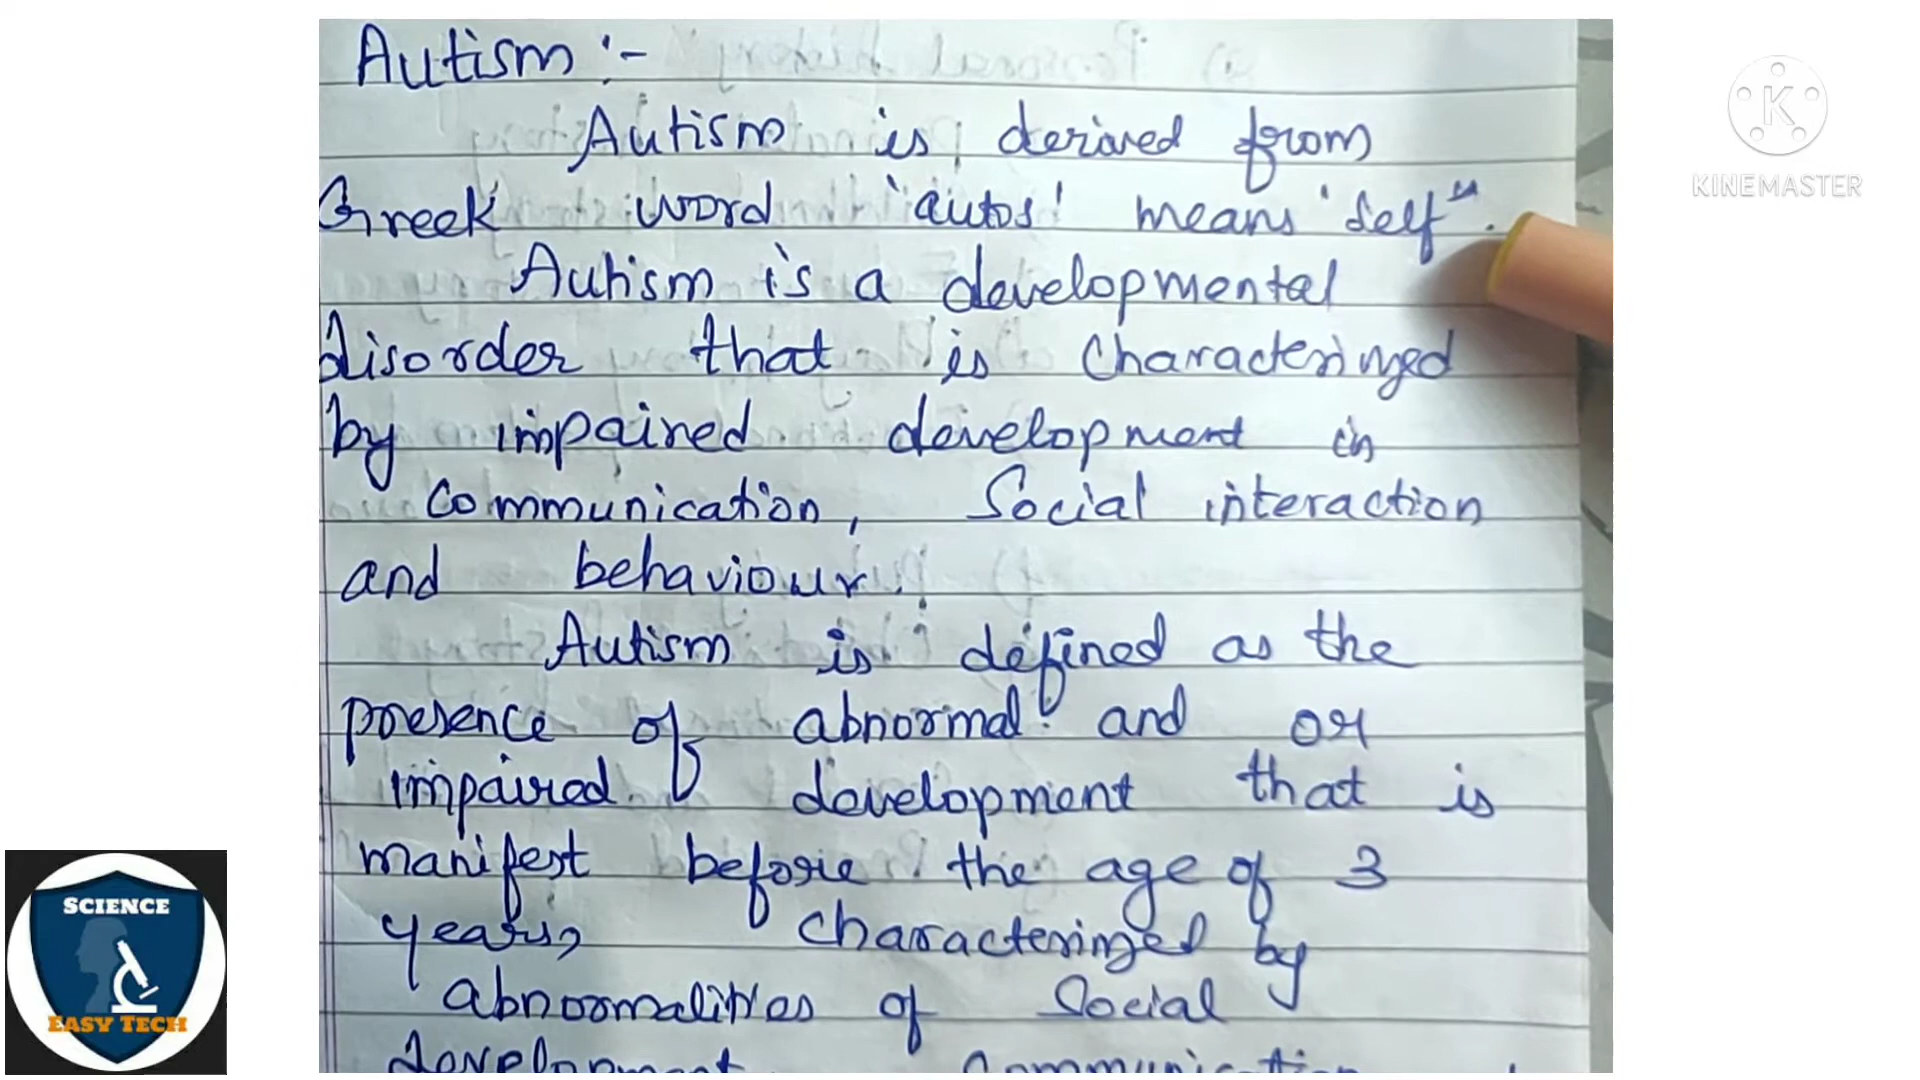 Autism :-
Autism is derived from
Greek word 'autos' means 'self".
Autism is a developmental
disorder that is characterized
by impaired development in
communication, Social interaction
and behaviour.
Autism is defined as the
presence of abnormal and or
impaired development that is
manifest before the age of 3
years, characterized by
abnormalities of Social
development communication
K
KINEMASTER
SCIENCE
EASY TECH